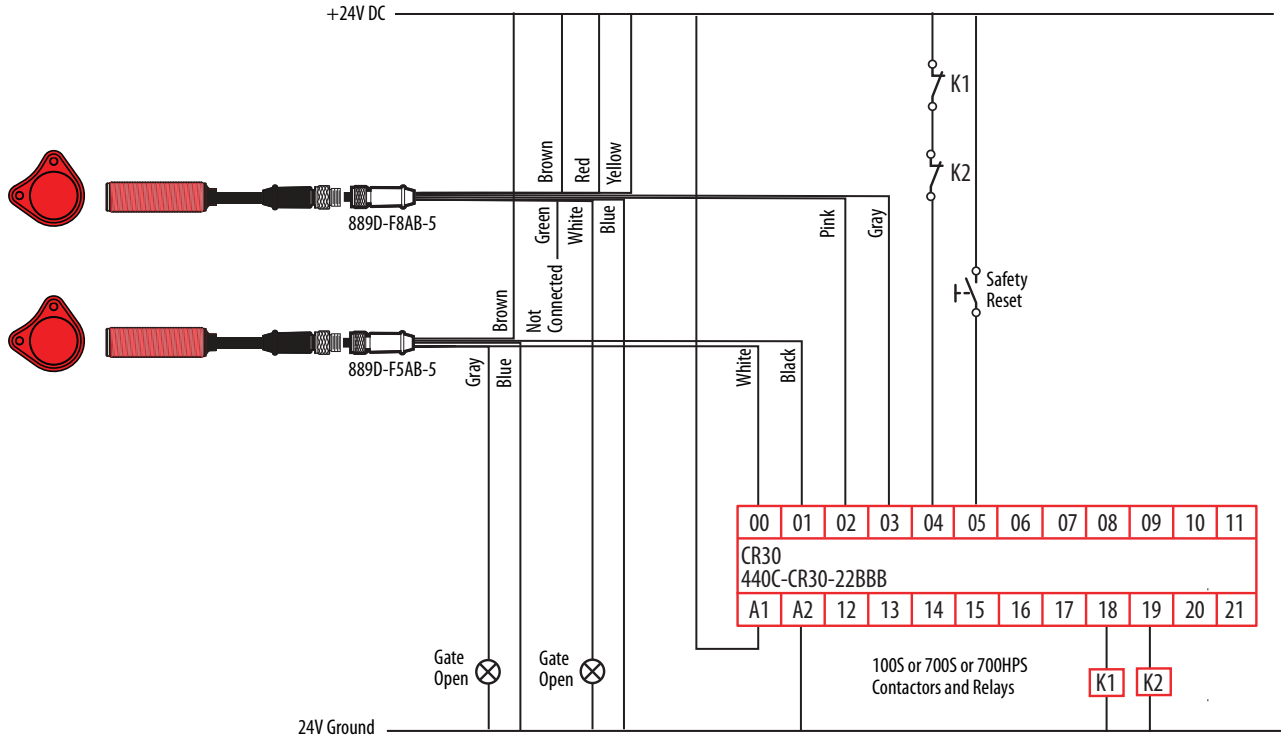 +24V DC
K1
K2
Brown
Red
Yellow
889D-F8AB-5
Green
White
Blue
Pink
Gray
Not
Connected
Safety
Reset
Brown
889D-F5AB-5
Gray
Blue
White
Black
00 01 02 03 04 05 06 07 08 09 10 11
CR30
440C-CR30-22BBB
A1 A2 12 13 14 15 16 17 18 19 20 21
Gate
Open
Gate
Open
100S or 700S or 700HPS
Contactors and Relays
K1
K2
24V Ground